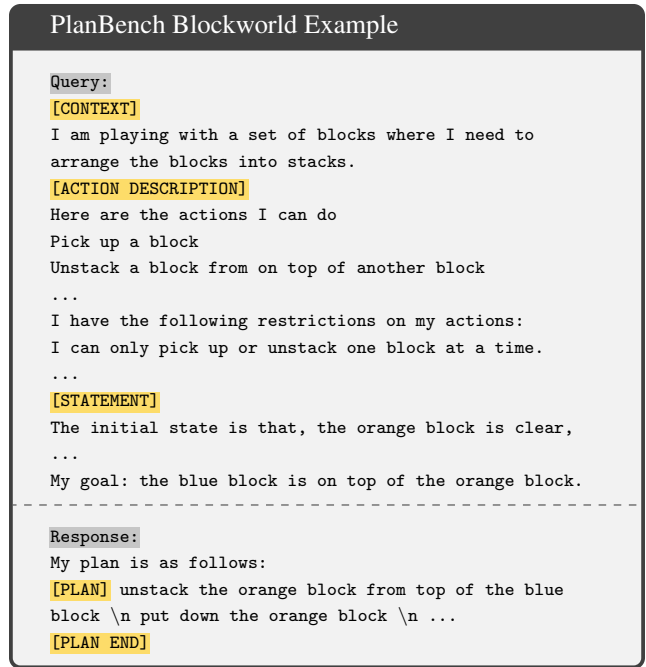 PlanBench Blockworld Example
Query:
[CONTEXT]
I am playing with a set of blocks where I need to
arrange the blocks into stacks.
[ACTION DESCRIPTION]
Here are the actions I can do
Pick up a block
Unstack a block from on top of another block
...
I have the following restrictions on my actions:
I can only pick up or unstack one block at a time.
...
[STATEMENT]
The initial state is that, the orange block is clear,
...
My goal: the blue block is on top of the orange block.
Response:
My plan is as follows:
[PLAN] unstack the orange block from top of the blue
block \n put down the orange block \n ...
[PLAN END]